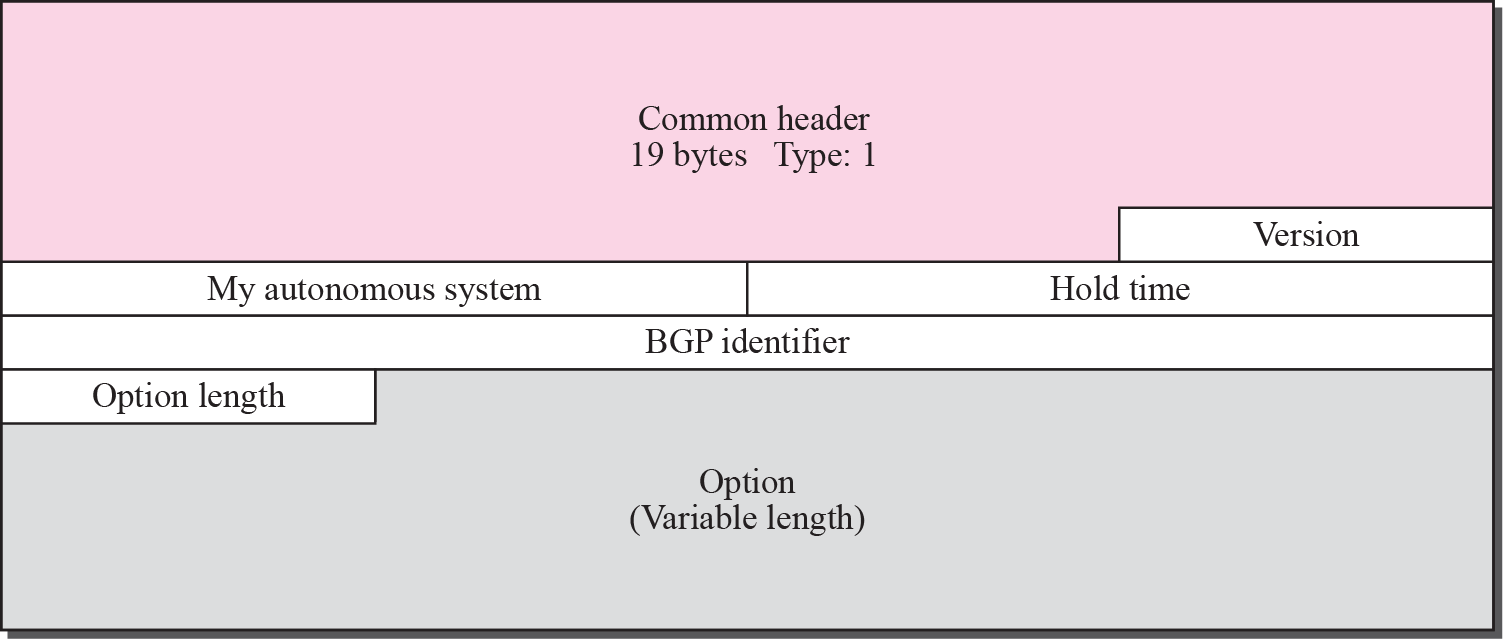 Common header
19 bytes Type: 1
Version
My autonomous system
Hold time
BGP identifier
Option length
Option
(Variable length)